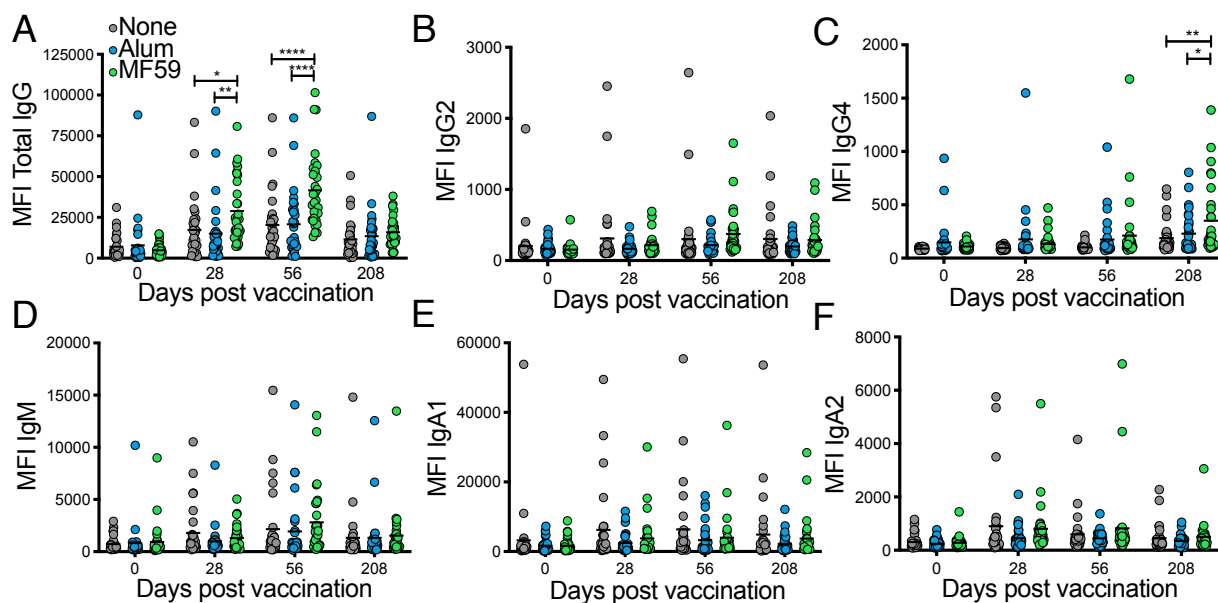 A
None
Alum
MF59
MFI Total IgG
125000
100000
75000
50000
25000
0
*
**
****
****
0 28 56 208
Days post vaccination
B
MFI IgG2
3000
2000
1000
0
0 28 56 208
Days post vaccination
C
MFI IgG4
2000
1500
1000
500
0
**
*
0 28 56 208
Days post vaccination
D
MFI IgM
20000
15000
10000
5000
0
0 28 56 208
Days post vaccination
E
MFI IgA1
60000
40000
20000
0
0 28 56 208
Days post vaccination
F
MFI IgA2
8000
6000
4000
2000
0
0 28 56 208
Days post vaccination